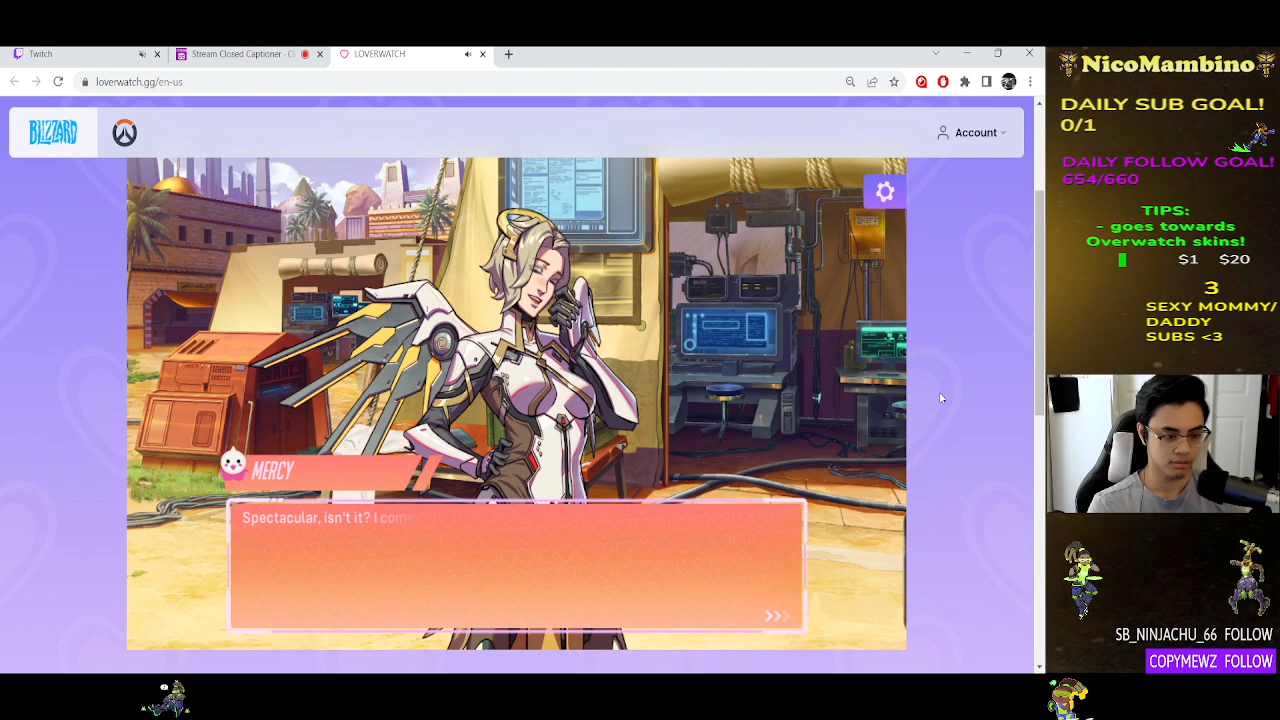 Twitch
Stream Closed Captioner - Cl
LOVERWATCH
loverwatch.gg/en-us
BLIZZARD
Account
MERCY
Spectacular, isn't it? I com
NicoMambino
DAILY SUB GOAL!
0/1
DAILY FOLLOW GOAL!
654/660
TIPS:
- goes towards
Overwatch skins!
$1 $20
3
SEXY MOMMY/
DADDY
SUBS <3
SB_NINJACHU_66 FOLLOW
COPYMEWZ FOLLOW